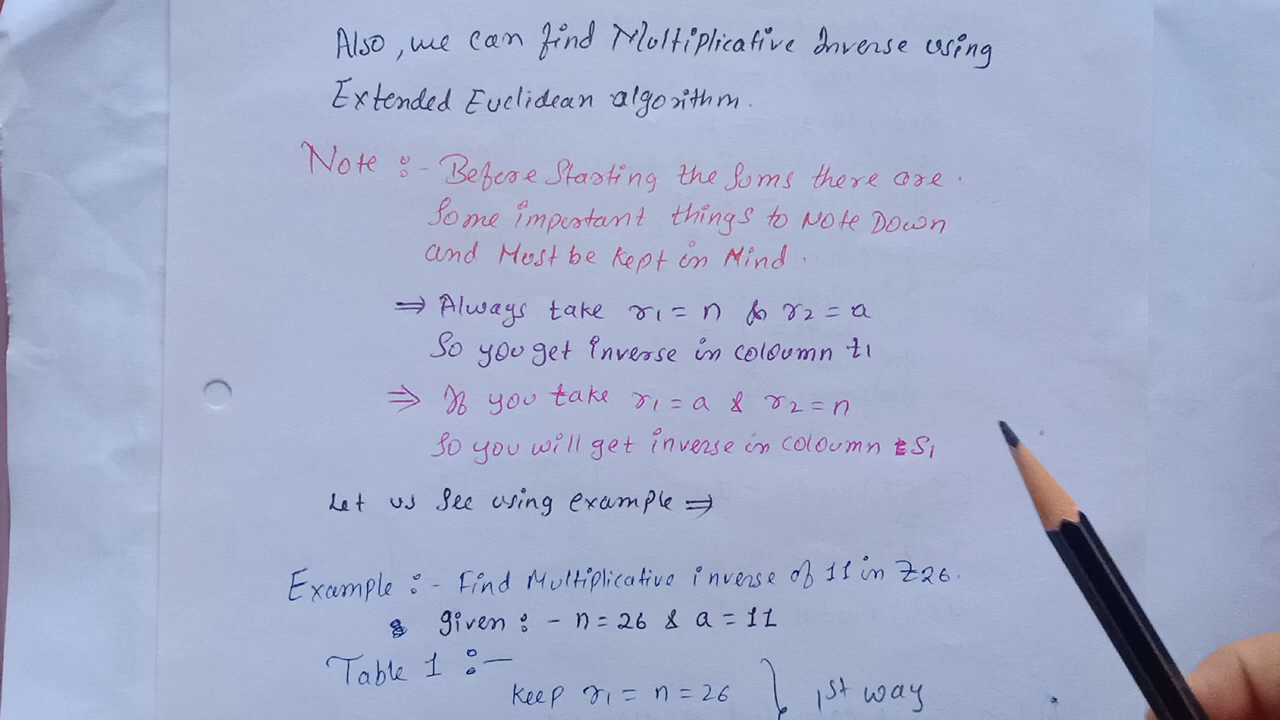 Also, we can find Multiplicative Inverse using
Extended Euclidean algorithm.
Note :- Before Starting the Sums there are.
Some important things to Note Down
and Must be Kept in Mind.
⇒ Always take r1 = n & r2 = a
So you get inverse in coloumn t1
⇒ If you take r1 = a & r2 = n
So you will get inverse in coloumn S1
Let us See using example ⇒
Example :- Find Multiplicative inverse of 11 in Z26.
given :- n = 26 & a = 11
Table 1 :-
Keep r1 = n = 26 } 1st way